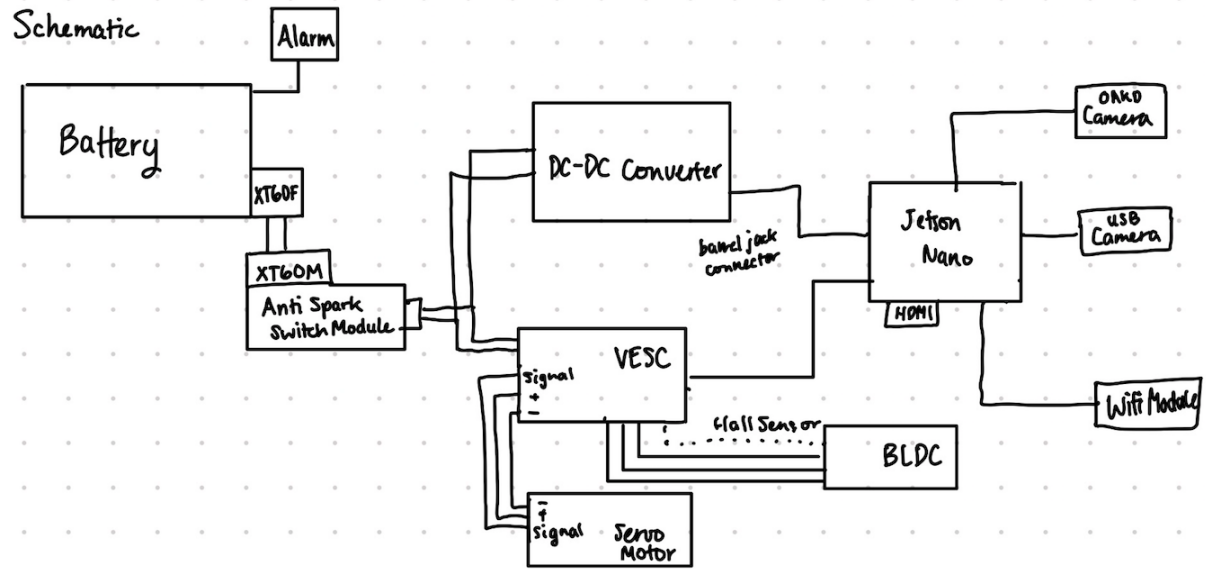 Schematic
Alarm
Battery
XT60F
XT60M
Anti Spark
Switch Module
DC-DC Converter
barrel jack
connector
OAKD
Camera
USB
Camera
Jetson
Nano
HDMI
Wifi Module
VESC
signal
+
-
Hall Sensor
BLDC
-
+
signal
Servo
Motor